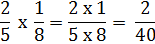 2/5 x 1/8 = 2 x 1/5 x 8 = 2/40